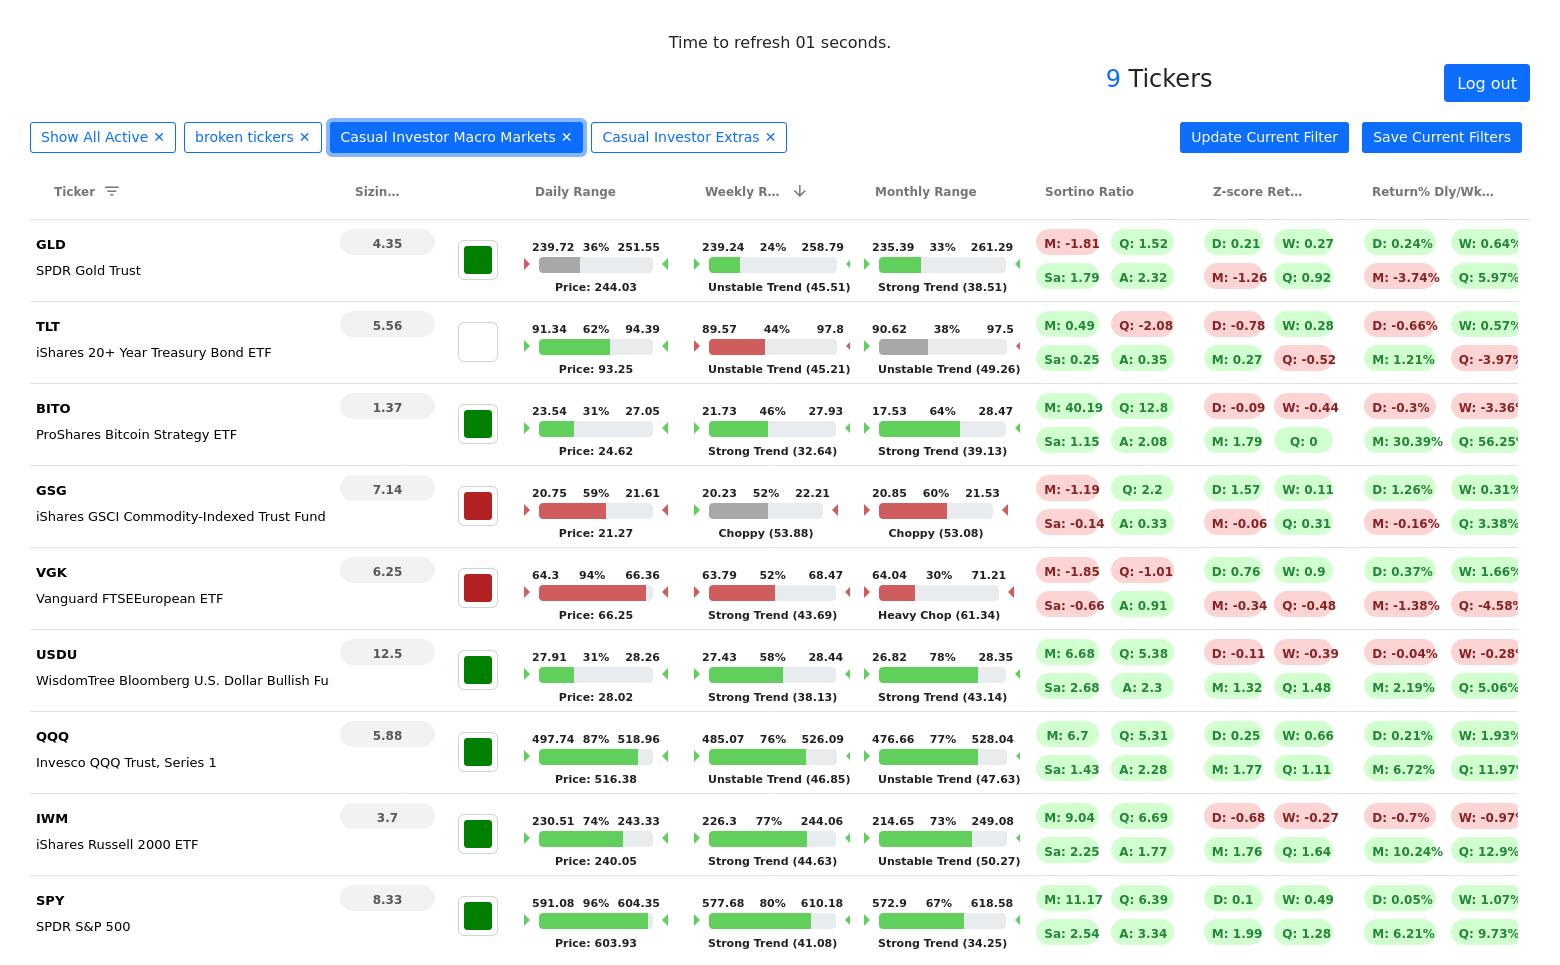 Time to refresh 01 seconds.
9 Tickers
Log out
Show All Active ✕ broken tickers ✕ Casual Investor Macro Markets ✕ Casual Investor Extras ✕ Update Current Filter Save Current Filters
Ticker Sizin... Daily Range Weekly R... Monthly Range Sortino Ratio Z-score Ret... Return% Dly/Wk...
GLD 4.35 239.72 36% 251.55 239.24 24% 258.79 235.39 33% 261.29 M: -1.81 Q: 1.52 D: 0.21 W: 0.27 D: 0.24% W: 0.64%
SPDR Gold Trust Sa: 1.79 A: 2.32 M: -1.26 Q: 0.92 M: -3.74% Q: 5.97%
Price: 244.03 Unstable Trend (45.51) Strong Trend (38.51)
TLT 5.56 91.34 62% 94.39 89.57 44% 97.8 90.62 38% 97.5 M: 0.49 Q: -2.08 D: -0.78 W: 0.28 D: -0.66% W: 0.57%
iShares 20+ Year Treasury Bond ETF Sa: 0.25 A: 0.35 M: 0.27 Q: -0.52 M: 1.21% Q: -3.97%
Price: 93.25 Unstable Trend (45.21) Unstable Trend (49.26)
BITO 1.37 23.54 31% 27.05 21.73 46% 27.93 17.53 64% 28.47 M: 40.19 Q: 12.8 D: -0.09 W: -0.44 D: -0.3% W: -3.36%
ProShares Bitcoin Strategy ETF Sa: 1.15 A: 2.08 M: 1.79 Q: 0 M: 30.39% Q: 56.25%
Price: 24.62 Strong Trend (32.64) Strong Trend (39.13)
GSG 7.14 20.75 59% 21.61 20.23 52% 22.21 20.85 60% 21.53 M: -1.19 Q: 2.2 D: 1.57 W: 0.11 D: 1.26% W: 0.31%
iShares GSCI Commodity-Indexed Trust Fund Sa: -0.14 A: 0.33 M: -0.06 Q: 0.31 M: -0.16% Q: 3.38%
Price: 21.27 Choppy (53.88) Choppy (53.08)
VGK 6.25 64.3 94% 66.36 63.79 52% 68.47 64.04 30% 71.21 M: -1.85 Q: -1.01 D: 0.76 W: 0.9 D: 0.37% W: 1.66%
Vanguard FTSEEuropean ETF Sa: -0.66 A: 0.91 M: -0.34 Q: -0.48 M: -1.38% Q: -4.58%
Price: 66.25 Strong Trend (43.69) Heavy Chop (61.34)
USDU 12.5 27.91 31% 28.26 27.43 58% 28.44 26.82 78% 28.35 M: 6.68 Q: 5.38 D: -0.11 W: -0.39 D: -0.04% W: -0.28%
WisdomTree Bloomberg U.S. Dollar Bullish Fu Sa: 2.68 A: 2.3 M: 1.32 Q: 1.48 M: 2.19% Q: 5.06%
Price: 28.02 Strong Trend (38.13) Strong Trend (43.14)
QQQ 5.88 497.74 87% 518.96 485.07 76% 526.09 476.66 77% 528.04 M: 6.7 Q: 5.31 D: 0.25 W: 0.66 D: 0.21% W: 1.93%
Invesco QQQ Trust, Series 1 Sa: 1.43 A: 2.28 M: 1.77 Q: 1.11 M: 6.72% Q: 11.97%
Price: 516.38 Unstable Trend (46.85) Unstable Trend (47.63)
IWM 3.7 230.51 74% 243.33 226.3 77% 244.06 214.65 73% 249.08 M: 9.04 Q: 6.69 D: -0.68 W: -0.27 D: -0.7% W: -0.97%
iShares Russell 2000 ETF Sa: 2.25 A: 1.77 M: 1.76 Q: 1.64 M: 10.24% Q: 12.9%
Price: 240.05 Strong Trend (44.63) Unstable Trend (50.27)
SPY 8.33 591.08 96% 604.35 577.68 80% 610.18 572.9 67% 618.58 M: 11.17 Q: 6.39 D: 0.1 W: 0.49 D: 0.05% W: 1.07%
SPDR S&P 500 Sa: 2.54 A: 3.34 M: 1.99 Q: 1.28 M: 6.21% Q: 9.73%
Price: 603.93 Strong Trend (41.08) Strong Trend (34.25)